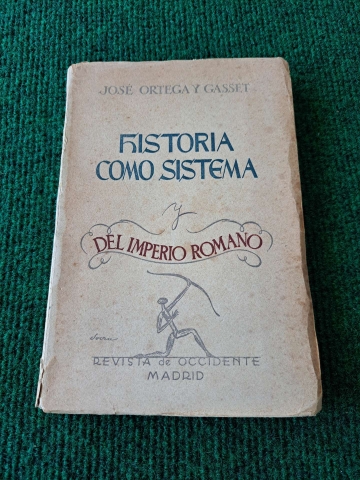 JOSÉ ORTEGA Y GASSET
HISTORIA
COMO SISTEMA
y
DEL IMPERIO ROMANO
REVISTA de OCCIDENTE
MADRID